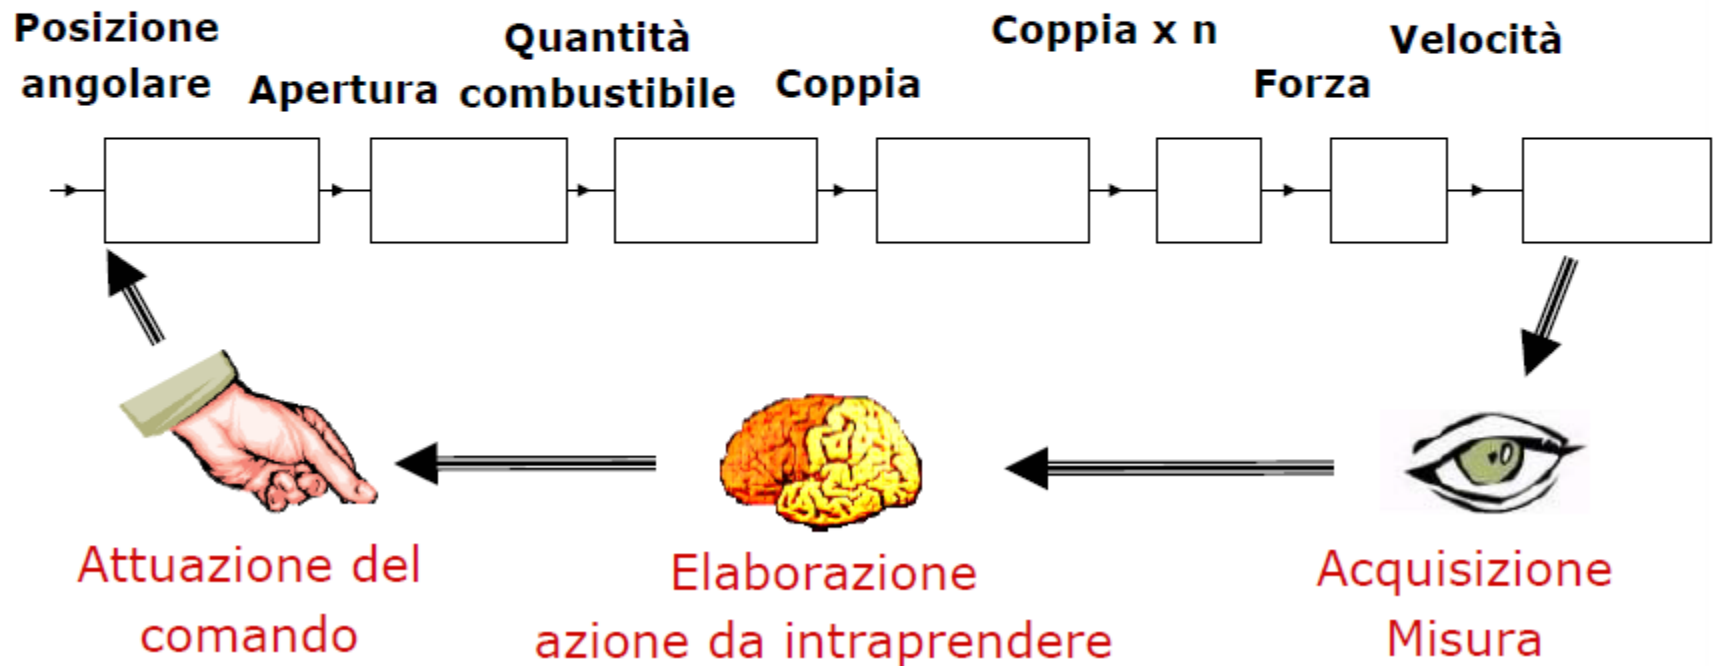 Posizione
angolare
Apertura
Quantità
combustibile
Coppia
Coppia x n
Forza
Velocità
Attuazione del
comando
Elaborazione
azione da intraprendere
Acquisizione
Misura